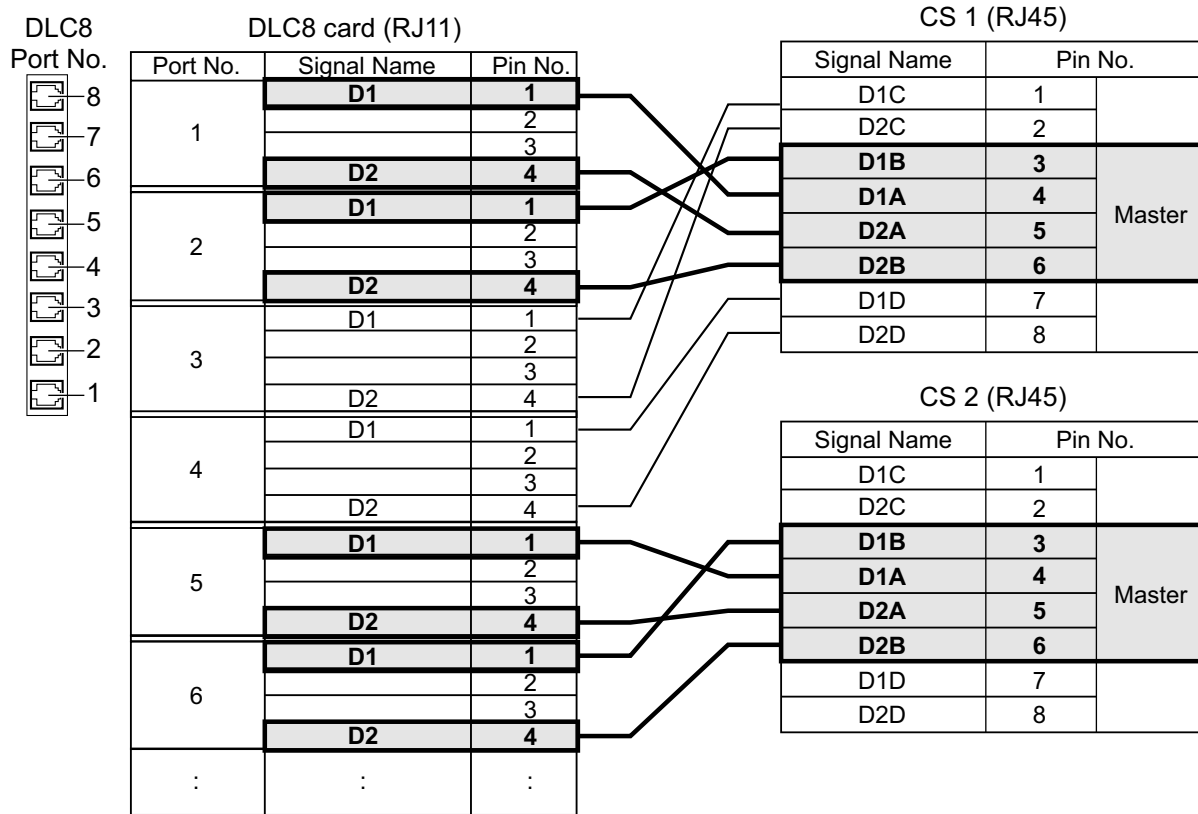 DLC8
Port No.
8
7
6
5
4
3
2
1
DLC8 card (RJ11)
Port No. Signal Name Pin No.
1 D1 1
2
3
D2 4
2 D1 1
2
3
D2 4
3 D1 1
2
3
D2 4
4 D1 1
2
3
D2 4
5 D1 1
2
3
D2 4
6 D1 1
2
3
D2 4
: : :
CS 1 (RJ45)
Signal Name Pin No.
D1C 1
D2C 2
D1B 3
D1A 4
Master
D2A 5
D2B 6
D1D 7
D2D 8
CS 2 (RJ45)
Signal Name Pin No.
D1C 1
D2C 2
D1B 3
D1A 4
Master
D2A 5
D2B 6
D1D 7
D2D 8